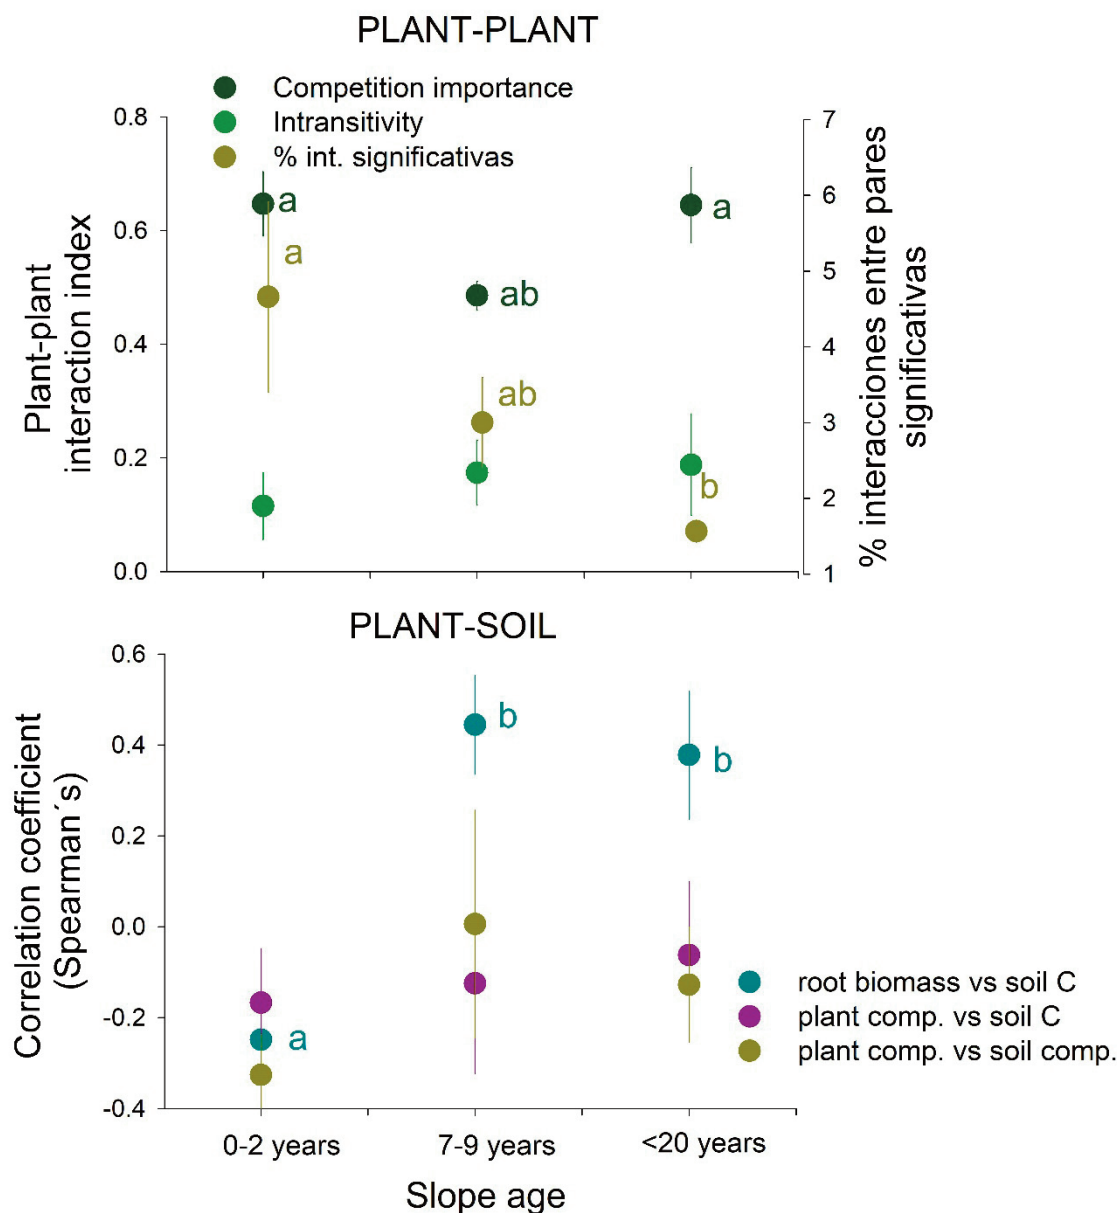 PLANT-PLANT
Competition importance
Intransitivity
% int. significativas
0.8
0.6
0.4
0.2
0.0
Plant-plant
interaction index
a
a
ab
ab
a
b
7
6
5
4
3
2
1
% interacciones entre pares
significativas
PLANT-SOIL
0.6
0.4
0.2
0.0
-0.2
-0.4
Correlation coefficient
(Spearman´s)
a
b
b
root biomass vs soil C
plant comp. vs soil C
plant comp. vs soil comp.
0-2 years
7-9 years
<20 years
Slope age